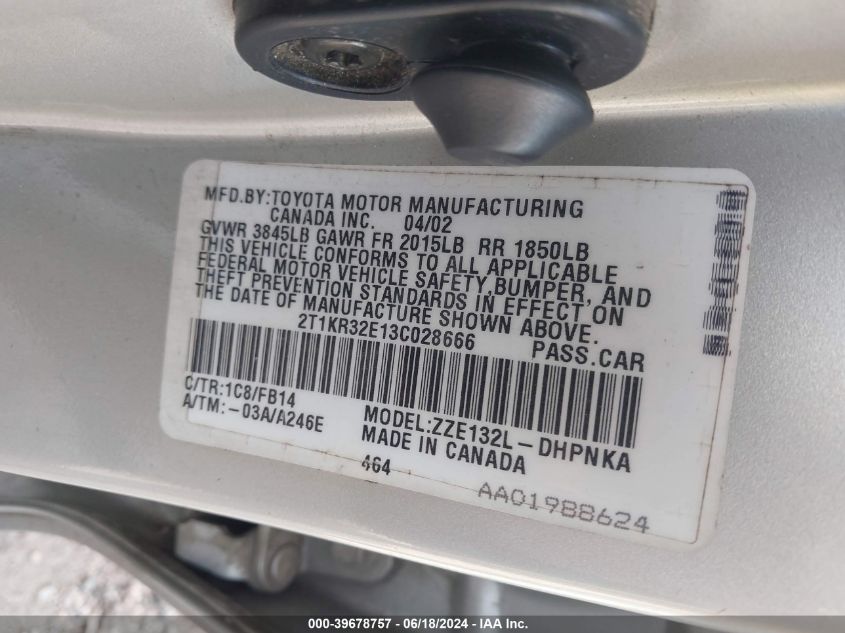 MFD.BY:TOYOTA MOTOR MANUFACTURING
CANADA INC. 04/02
GVWR 3845LB GAWR FR 2015LB RR 1850LB
THIS VEHICLE CONFORMS TO ALL APPLICABLE
FEDERAL MOTOR VEHICLE SAFETY,BUMPER, AND
THEFT PREVENTION STANDARDS IN EFFECT ON
THE DATE OF MANUFACTURE SHOWN ABOVE.
2T1KR32E13C028666 PASS.CAR
C/TR:1C8/FB14
A/TM:-03A/A246E
MODEL:ZZE132L-DHPNKA
MADE IN CANADA
464
AA01988624
000-39678757 - 06/18/2024 - IAA Inc.